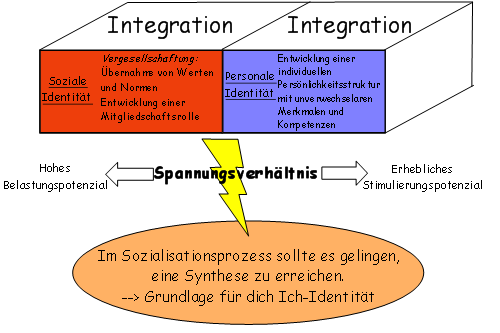 Integration
Integration
Soziale
Identität
Vergesellschaftung:
Übernahme von Werten
und Normen
Entwicklung einer
Mitgliedschaftsrolle
Personale
Identität
Entwicklung einer
individuellen
Persönlichkeitsstruktur
mit unverwechselaren
Merkmalen und
Kompetenzen
Hohes
Belastungspotenzial
Spannungsverhältnis
Erhebliches
Stimulierungspotenzial
Im Sozialisationsprozess sollte es gelingen,
eine Synthese zu erreichen.
--> Grundlage für dich Ich-Identität